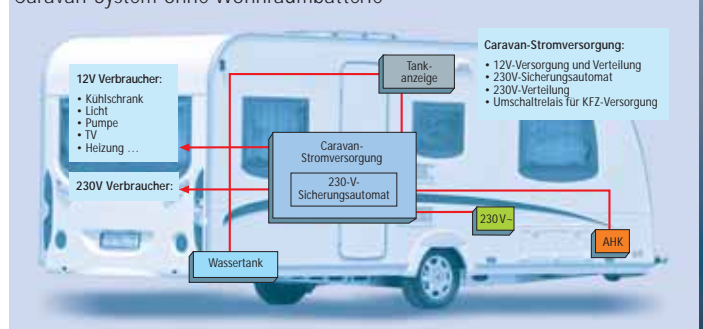 Caravan-System ohne Wohnraumbatterie
Tank-
anzeige
Caravan-Stromversorgung:
• 12V-Versorgung und Verteilung
• 230V-Sicherungsautomat
• 230V-Verteilung
• Umschaltrelais für KFZ-Versorgung
12V Verbraucher:
• Kühlschrank
• Licht
• Pumpe
• TV
• Heizung …
Caravan-
Stromversorgung
230-V-
Sicherungsautomat
230V Verbraucher:
230V~
AHK
Wassertank